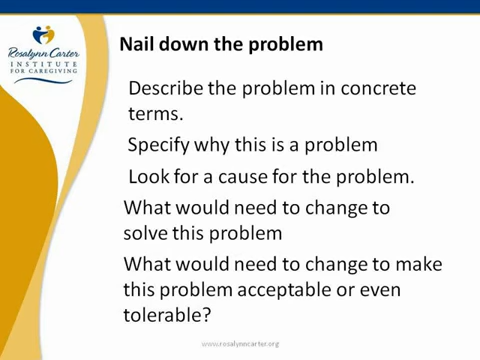 Rosalynn Carter
INSTITUTE
FOR CAREGIVING
Nail down the problem
Describe the problem in concrete
terms.
Specify why this is a problem
Look for a cause for the problem.
What would need to change to
solve this problem
What would need to change to make
this problem acceptable or even
tolerable?
www.rosalynncarter.org